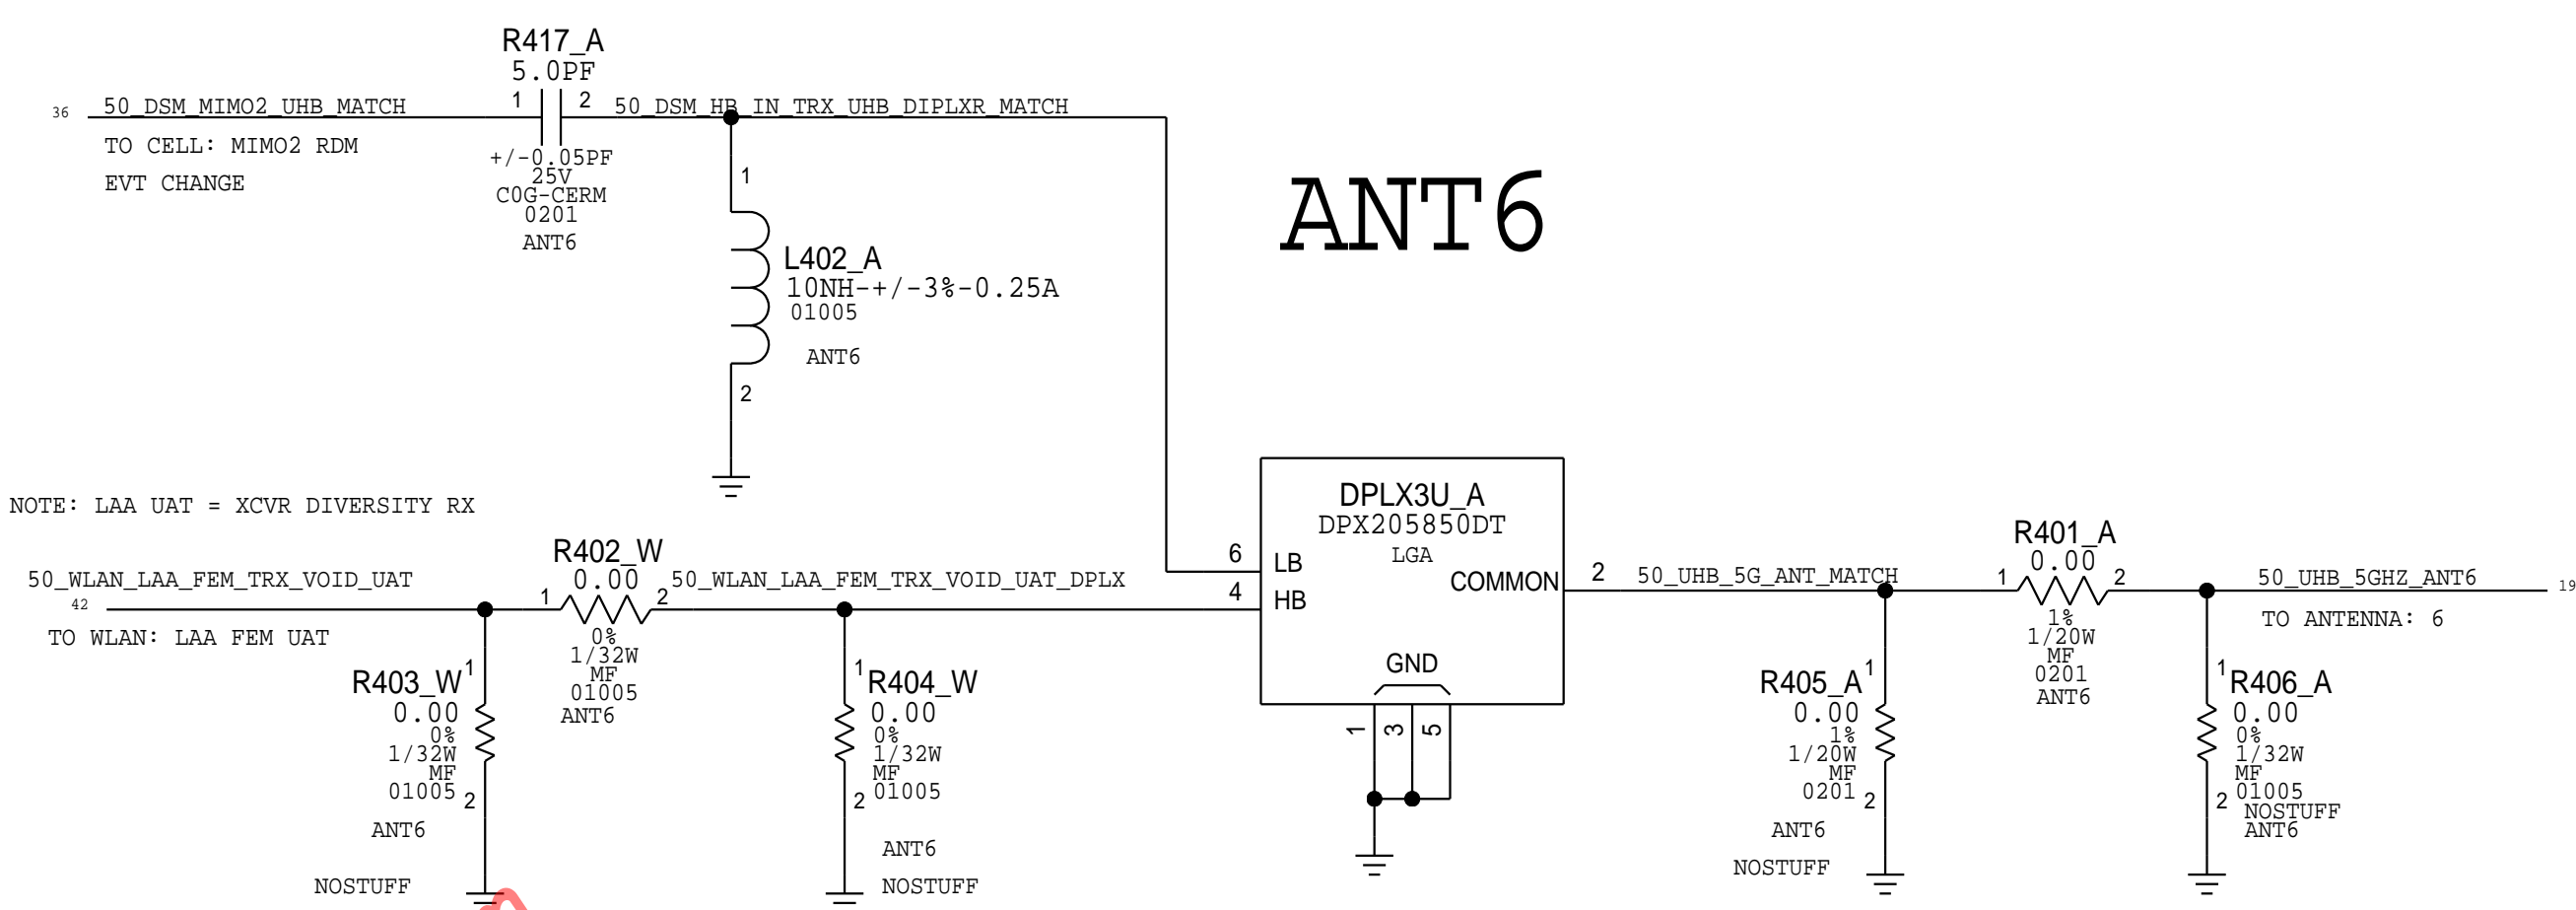 R417_A
5.0PF
1 2
36 50_DSM_MIMO2_UHB_MATCH
50_DSM_HB_IN_TRX_UHB_DIPLXR_MATCH
TO CELL: MIMO2 RDM
EVT CHANGE
+/-0.05PF
25V
C0G-CERM
0201
ANT6
1
L402_A
10NH-+/-3%-0.25A
01005
ANT6
2
ANT6
NOTE: LAA UAT = XCVR DIVERSITY RX
50_WLAN_LAA_FEM_TRX_VOID_UAT
42
TO WLAN: LAA FEM UAT
R402_W
0.00
1 2
0%
1/32W
MF
01005
ANT6
50_WLAN_LAA_FEM_TRX_VOID_UAT_DPLX
R403_W
1
0.00
0%
1/32W
MF
01005
2
ANT6
NOSTUFF
1
R404_W
0.00
0%
1/32W
MF
01005
2
ANT6
NOSTUFF
DPLX3U_A
DPX205850DT
LGA
6 LB
4 HB
COMMON 2
GND
1 3 5
50_UHB_5G_ANT_MATCH
R401_A
0.00
1 2
1%
1/20W
MF
0201
ANT6
50_UHB_5GHZ_ANT6
19
TO ANTENNA: 6
R405_A
1
0.00
1%
1/20W
MF
0201
2
ANT6
NOSTUFF
1
R406_A
0.00
0%
1/32W
MF
01005
2
NOSTUFF
ANT6